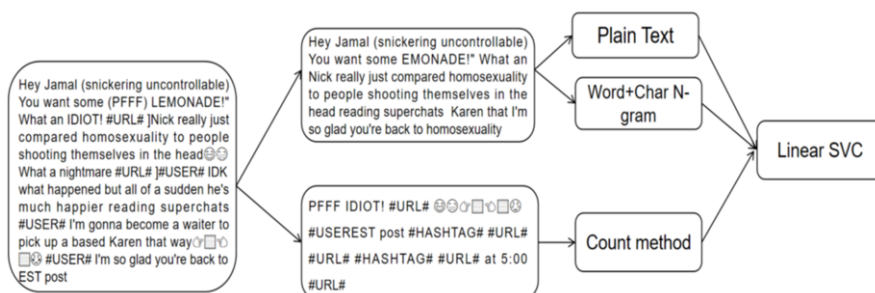 Hey Jamal (snickering uncontrollable)
You want some (PFFF) LEMONADE!"
What an IDIOT! #URL# ]Nick really just
compared homosexuality to people
shooting themselves in the head
What a nightmare #URL# ]#USER# IDK
what happened but all of a sudden he's
much happier reading superchats
#USER# I'm gonna become a waiter to
pick up a based Karen that way
#USER# I'm so glad you're back to
EST post
Hey Jamal (snickering uncontrollable)
You want some EMONADE!" What an
Nick really just compared homosexuality
to people shooting themselves in the
head reading superchats Karen that I'm
so glad you're back to homosexuality
PFFF IDIOT! #URL#
#USEREST post #HASHTAG# #URL#
#URL# #HASHTAG# #URL# at 5:00
#URL#
Plain Text
Word+Char N-
gram
Count method
Linear SVC